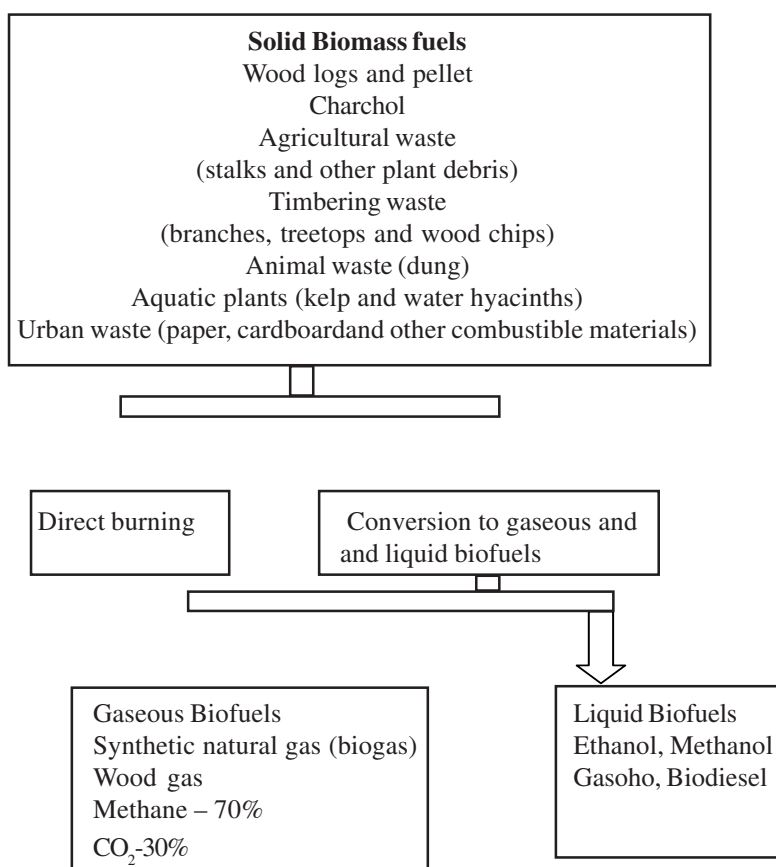 Solid Biomass fuels
Wood logs and pellet
Charchol
Agricultural waste
(stalks and other plant debris)
Timbering waste
(branches, treetops and wood chips)
Animal waste (dung)
Aquatic plants (kelp and water hyacinths)
Urban waste (paper, cardboardand other combustible materials)
Direct burning
Conversion to gaseous and
and liquid biofuels
Gaseous Biofuels
Synthetic natural gas (biogas)
Wood gas
Methane – 70%
CO₂-30%
Liquid Biofuels
Ethanol, Methanol
Gasoho, Biodiesel